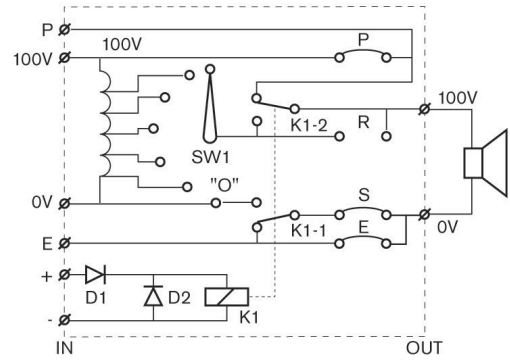 P
100V
100V
P
100V
K1-2
R
SW1
"O"
0V
S
K1-1
E
0V
E
+
D1
D2
K1
-
IN
OUT